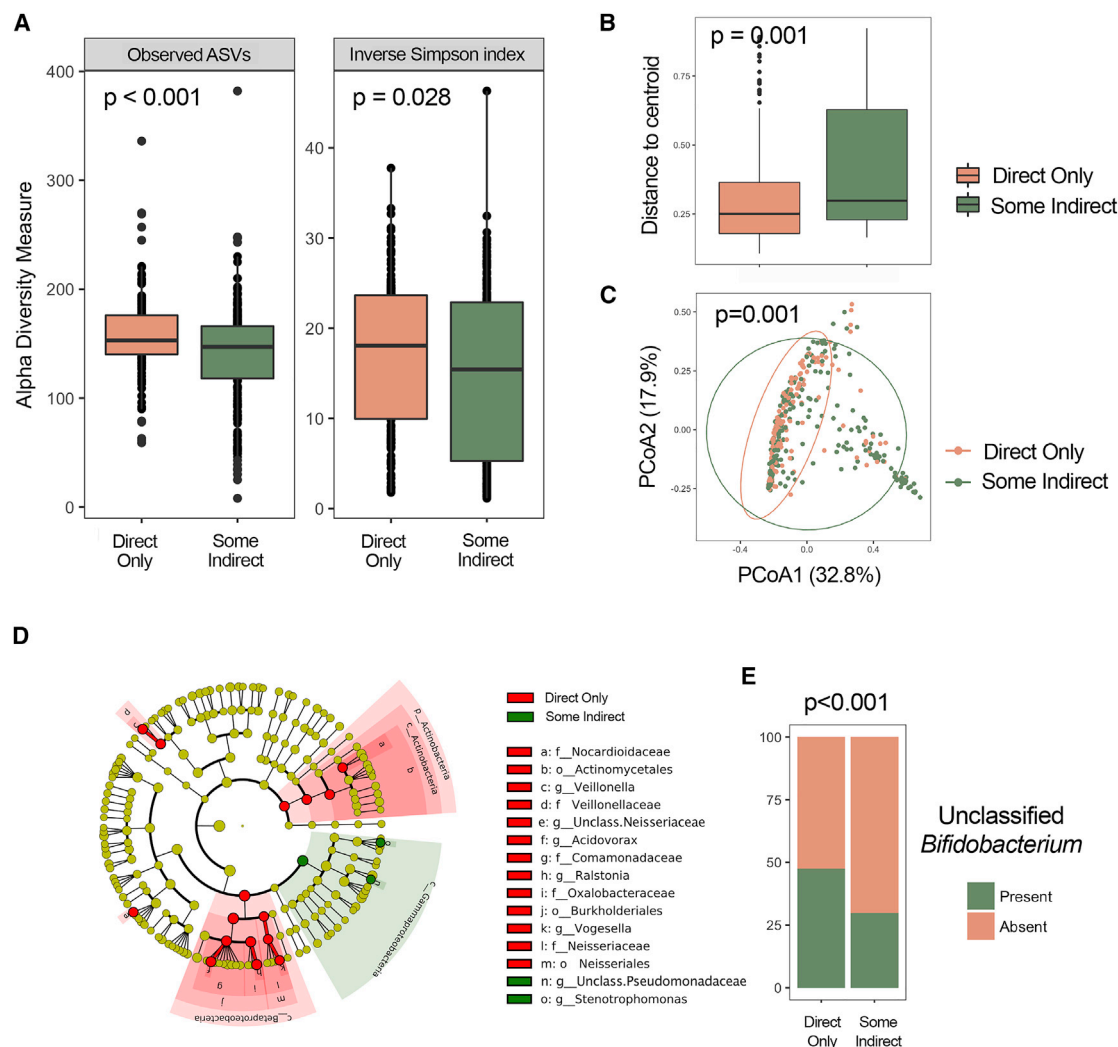 A
Observed ASVs
Inverse Simpson index
p < 0.001
p = 0.028
Alpha Diversity Measure
400
300
200
100
0
40
30
20
10
0
Direct Only
Some Indirect
Direct Only
Some Indirect
B
p = 0.001
Distance to centroid
0.75
0.50
0.25
Direct Only
Some Indirect
C
p=0.001
PCoA2 (17.9%)
0.50
0.25
0.00
-0.25
-0.4
0.0
0.4
PCoA1 (32.8%)
Direct Only
Some Indirect
D
p__Actinobacteria
c__Actinobacteria
a
b
c
d
e
c__Gammaproteobacteria
o
n
c__Betaproteobacteria
f
g
h
i
j
k
l
m
Direct Only
Some Indirect
a: f__Nocardioidaceae
b: o__Actinomycetales
c: g__Veillonella
d: f Veillonellaceae
e: g__Unclass.Neisseriaceae
f: g__Acidovorax
g: f__Comamonadaceae
h: g__Ralstonia
i: f__Oxalobacteraceae
j: o__Burkholderiales
k: g__Vogesella
l: f__Neisseriaceae
m: o Neisseriales
n: g__Unclass.Pseudomonadaceae
o: g__Stenotrophomonas
E
p<0.001
100
75
50
25
0
Direct Only
Some Indirect
Unclassified
Bifidobacterium
Present
Absent